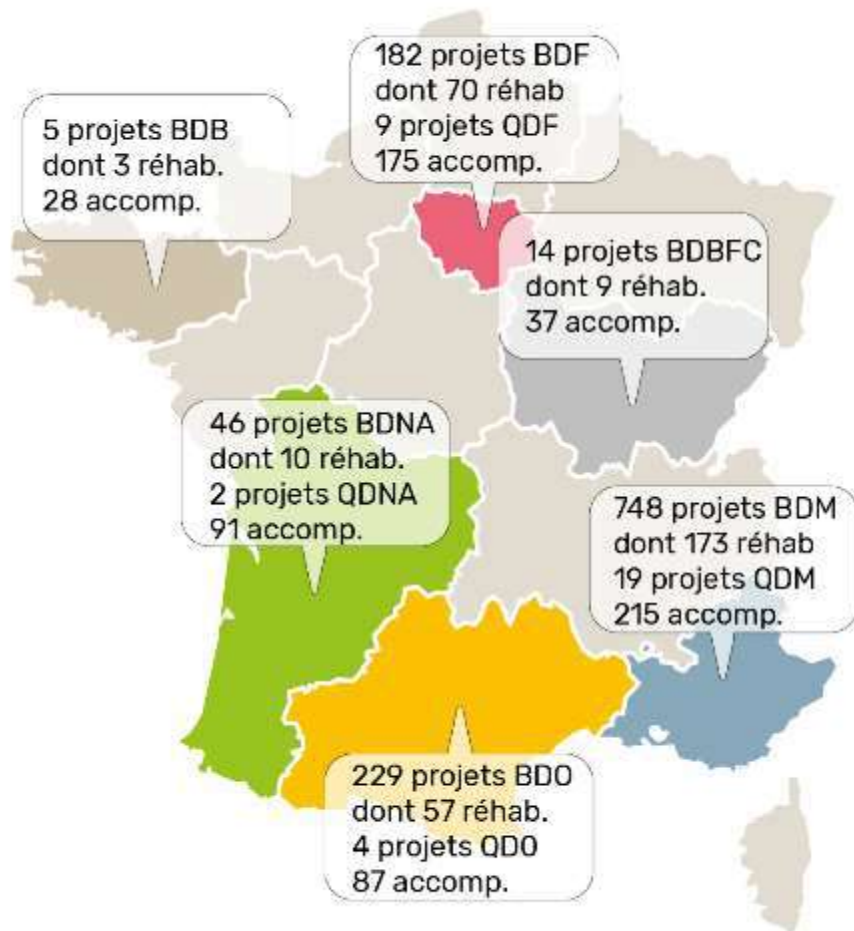 182 projets BDF
dont 70 réhab
9 projets QDF
175 accomp.
5 projets BDB
dont 3 réhab.
28 accomp.
14 projets BDBFC
dont 9 réhab.
37 accomp.
46 projets BDNA
dont 10 réhab.
2 projets QDNA
91 accomp.
748 projets BDM
dont 173 réhab
19 projets QDM
215 accomp.
229 projets BDO
dont 57 réhab.
4 projets QDO
87 accomp.